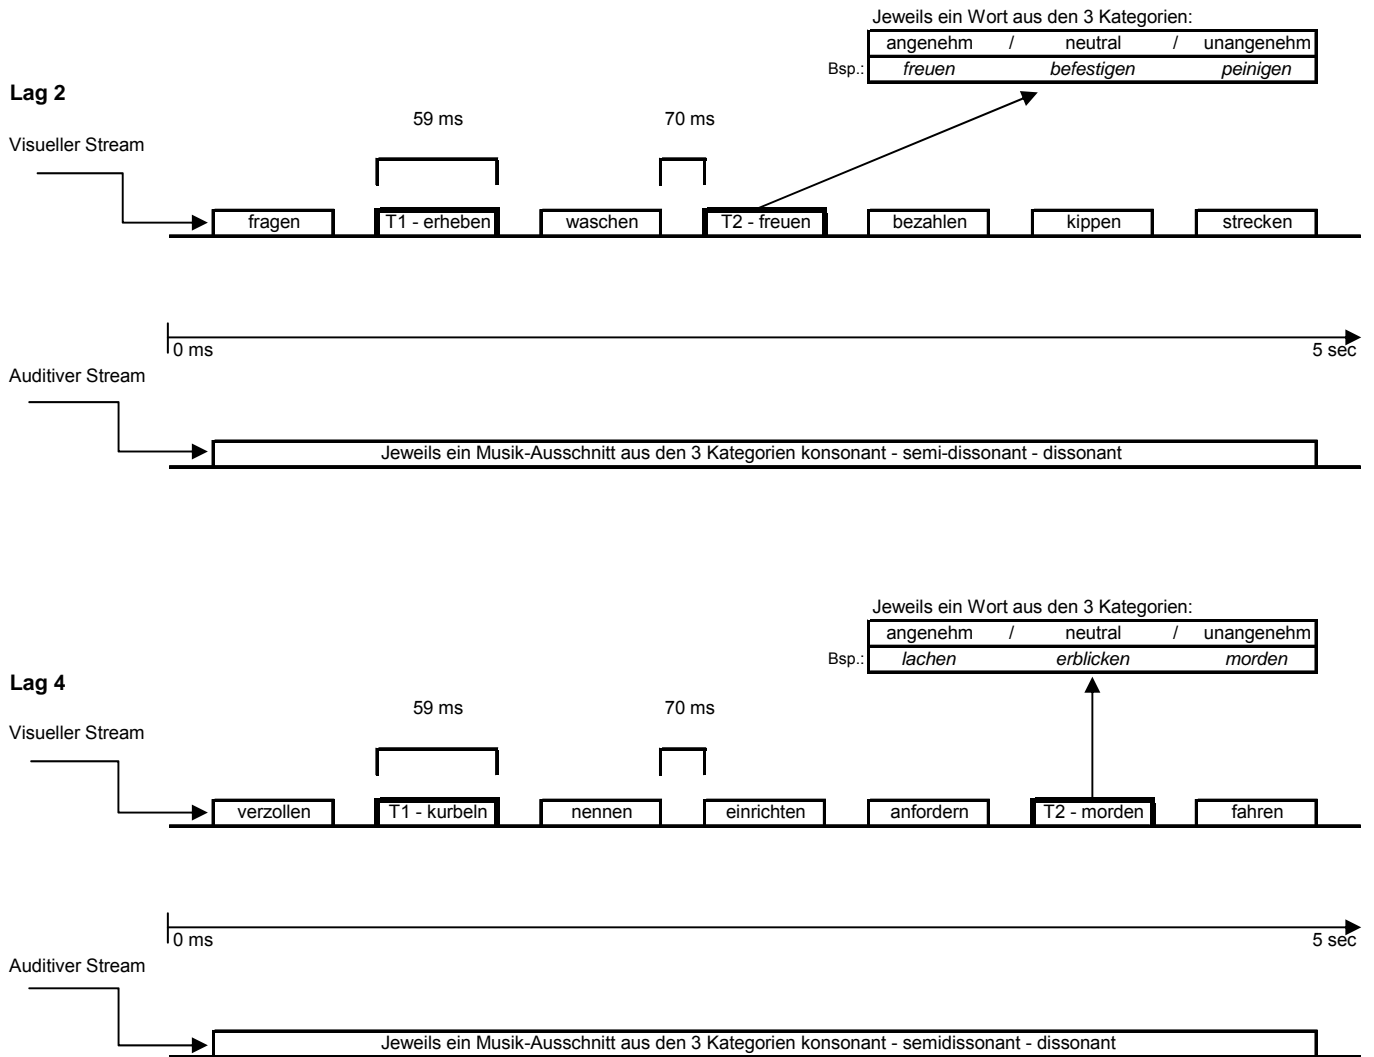 Jeweils ein Wort aus den 3 Kategorien:
angenehm / neutral / unangenehm
Bsp.: freuen befestigen peinigen
Lag 2
59 ms 70 ms
Visueller Stream
fragen T1 - erheben waschen T2 - freuen bezahlen kippen strecken
0 ms 5 sec
Auditiver Stream
Jeweils ein Musik-Ausschnitt aus den 3 Kategorien konsonant - semi-dissonant - dissonant
Jeweils ein Wort aus den 3 Kategorien:
angenehm / neutral / unangenehm
Bsp.: lachen erblicken morden
Lag 4
59 ms 70 ms
Visueller Stream
verzollen T1 - kurbeln nennen einrichten anfordern T2 - morden fahren
0 ms 5 sec
Auditiver Stream
Jeweils ein Musik-Ausschnitt aus den 3 Kategorien konsonant - semidissonant - dissonant